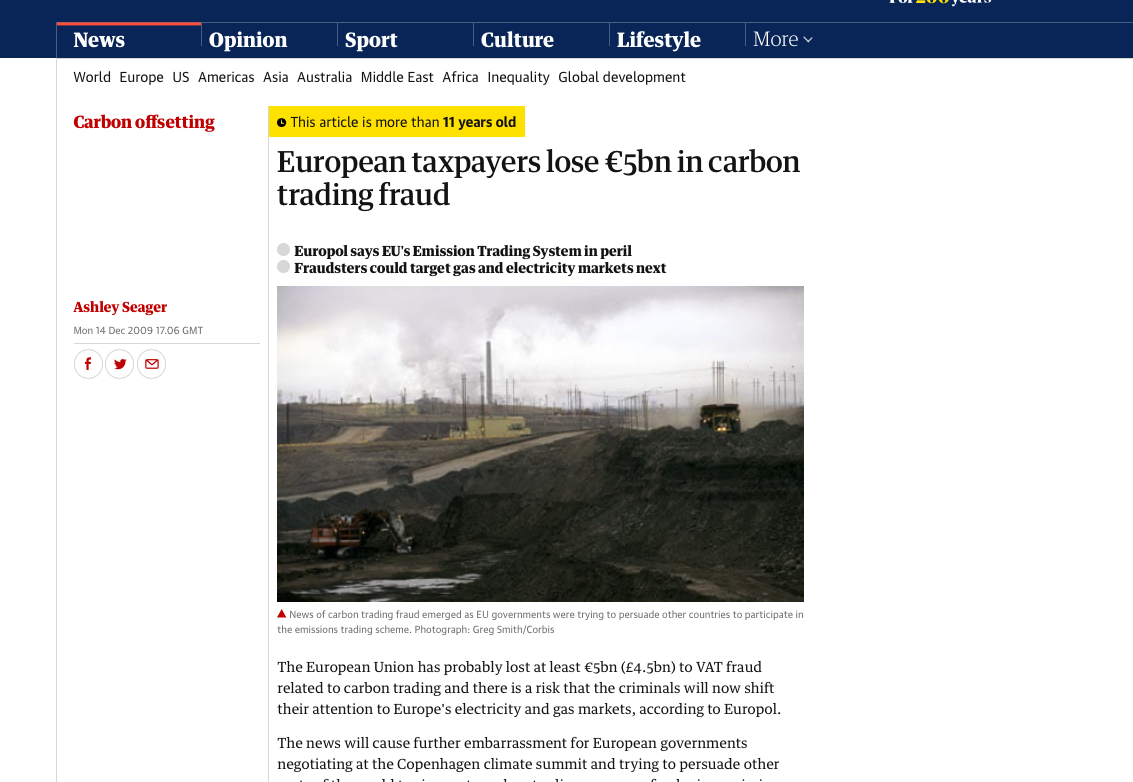 For 200 years
News
Opinion
Sport
Culture
Lifestyle
More
World Europe US Americas Asia Australia Middle East Africa Inequality Global development
Carbon offsetting
This article is more than 11 years old
European taxpayers lose €5bn in carbon
trading fraud
Europol says EU's Emission Trading System in peril
Fraudsters could target gas and electricity markets next
Ashley Seager
Mon 14 Dec 2009 17.06 GMT
News of carbon trading fraud emerged as EU governments were trying to persuade other countries to participate in
the emissions trading scheme. Photograph: Greg Smith/Corbis
The European Union has probably lost at least €5bn (£4.5bn) to VAT fraud
related to carbon trading and there is a risk that the criminals will now shift
their attention to Europe's electricity and gas markets, according to Europol.
The news will cause further embarrassment for European governments
negotiating at the Copenhagen climate summit and trying to persuade other